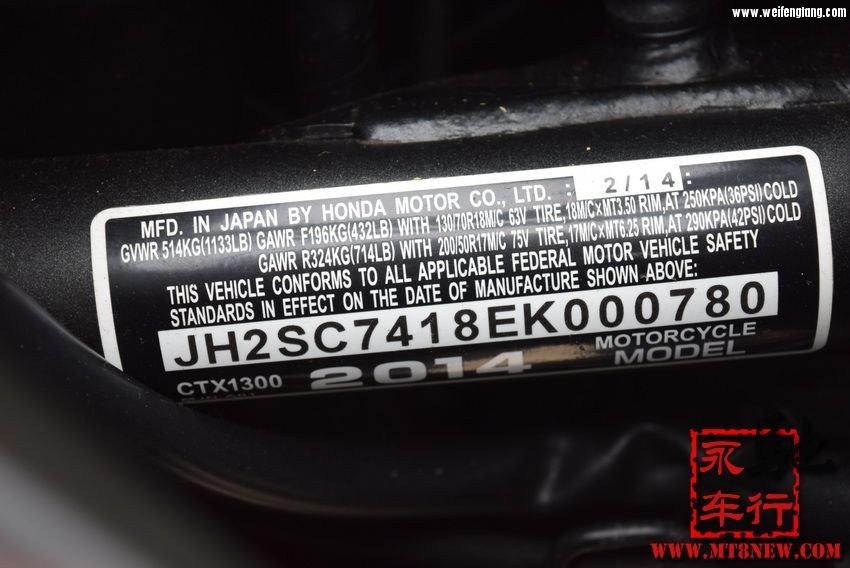 www.weifengtang.com
MFD. IN JAPAN BY HONDA MOTOR CO., LTD.: 2/14:
GVWR 514KG(1133LB) GAWR F196KG(432LB) WITH 130/70R18M/C 63V TIRE,18M/C×MT3.50 RIM,AT 250KPA(36PSI)COLD
GAWR R324KG(714LB) WITH 200/50R17M/C 75V TIRE,17M/C×MT6.25 RIM,AT 290KPA(42PSI)COLD
THIS VEHICLE CONFORMS TO ALL APPLICABLE FEDERAL MOTOR VEHICLE SAFETY
STANDARDS IN EFFECT ON THE DATE OF MANUFACTURE SHOWN ABOVE:
JH2SC7418EK000780
MOTORCYCLE
CTX1300 2014 MODEL
永
车行
WWW.MT8NEW.COM